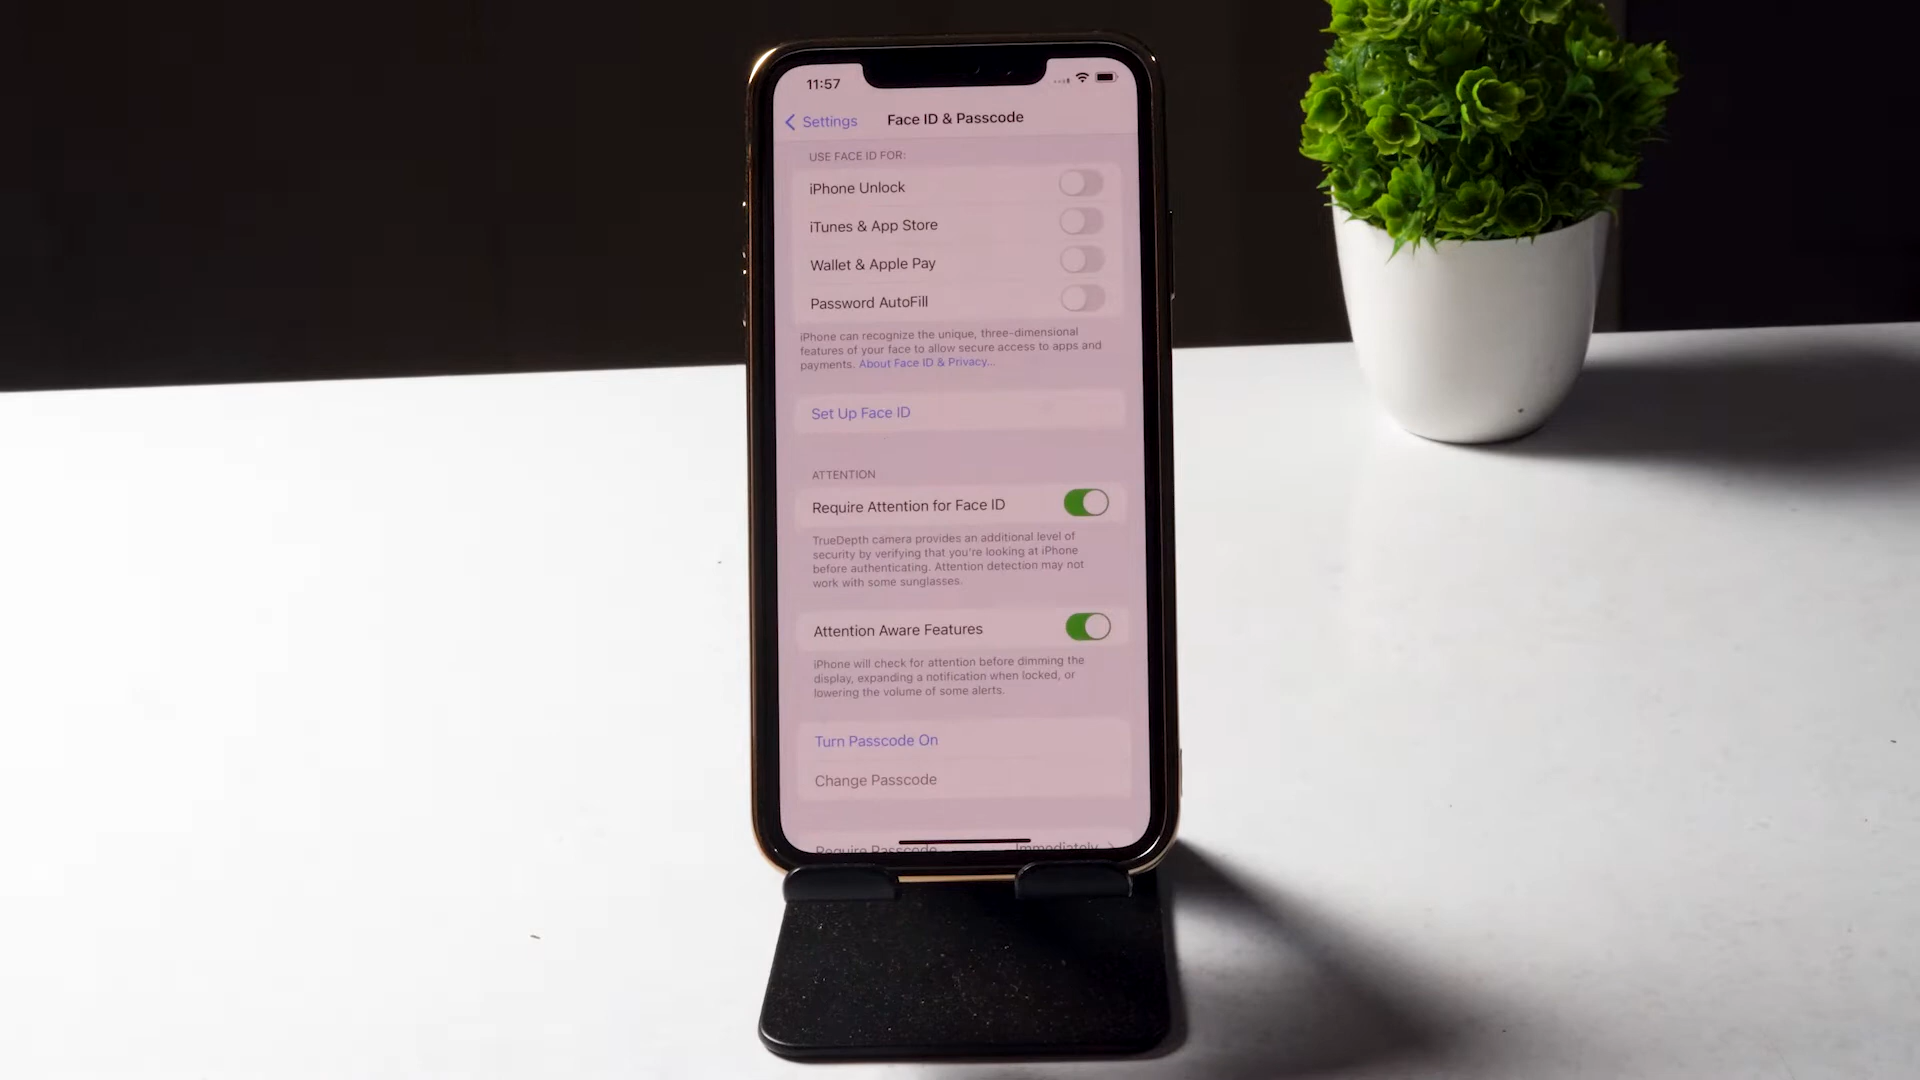 11:57
Settings
Face ID & Passcode
USE FACE ID FOR:
iPhone Unlock
iTunes & App Store
Wallet & Apple Pay
Password AutoFill
iPhone can recognize the unique, three-dimensional
features of your face to allow secure access to apps and
payments. About Face ID & Privacy...
Set Up Face ID
ATTENTION
Require Attention for Face ID
TrueDepth camera provides an additional level of
security by verifying that you're looking at iPhone
before authenticating. Attention detection may not
work with some sunglasses.
Attention Aware Features
iPhone will check for attention before dimming the
display, expanding a notification when locked, or
lowering the volume of some alerts.
Turn Passcode On
Change Passcode
Require Passcode Immediately